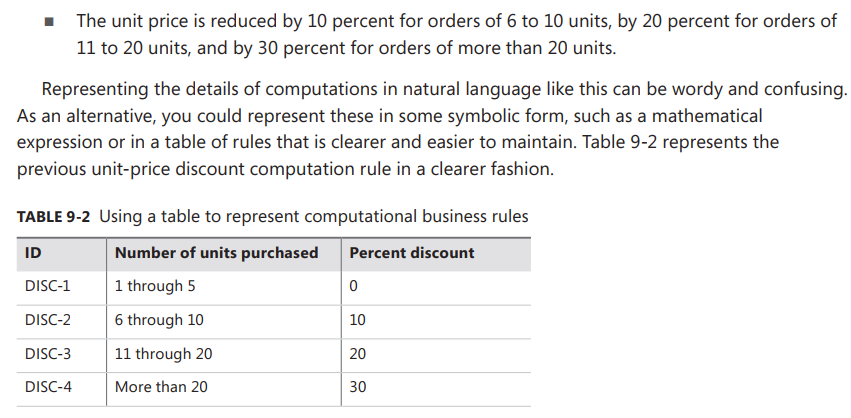 ■ The unit price is reduced by 10 percent for orders of 6 to 10 units, by 20 percent for orders of
11 to 20 units, and by 30 percent for orders of more than 20 units.
Representing the details of computations in natural language like this can be wordy and confusing.
As an alternative, you could represent these in some symbolic form, such as a mathematical
expression or in a table of rules that is clearer and easier to maintain. Table 9-2 represents the
previous unit-price discount computation rule in a clearer fashion.
TABLE 9-2 Using a table to represent computational business rules
ID Number of units purchased Percent discount
DISC-1 1 through 5 0
DISC-2 6 through 10 10
DISC-3 11 through 20 20
DISC-4 More than 20 30